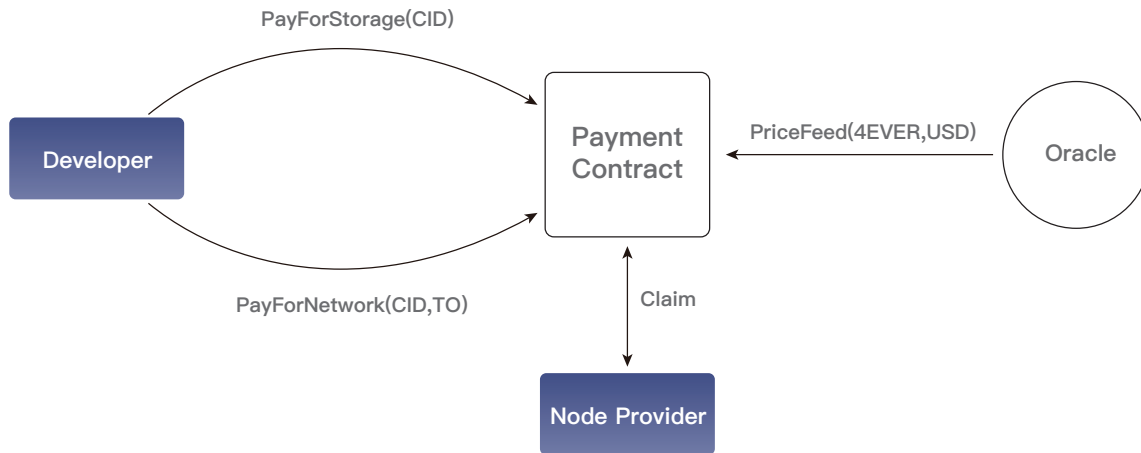 PayForStorage(CID)
Developer
Payment
Contract
PriceFeed(4EVER,USD)
Oracle
PayForNetwork(CID,TO)
Claim
Node Provider